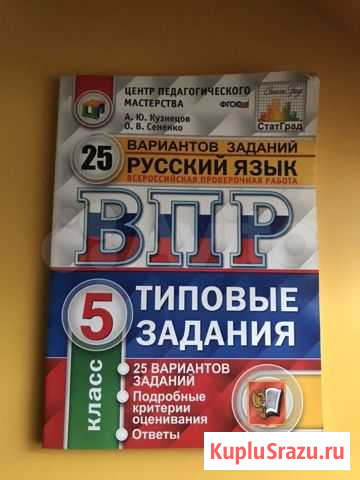 ЦЕНТР ПЕДАГОГИЧЕСКОГО
МАСТЕРСТВА
А. Ю. Кузнецов
О. В. Сененко
ФГОС
СтатГрад
25
ВАРИАНТОВ ЗАДАНИЙ
РУССКИЙ ЯЗЫК
ВСЕРОССИЙСКАЯ ПРОВЕРОЧНАЯ РАБОТА
ВПР
5
КЛАСС
ТИПОВЫЕ
ЗАДАНИЯ
25 ВАРИАНТОВ
ЗАДАНИЙ
Подробные
критерии
оценивания
Ответы
KupluSrazu.ru